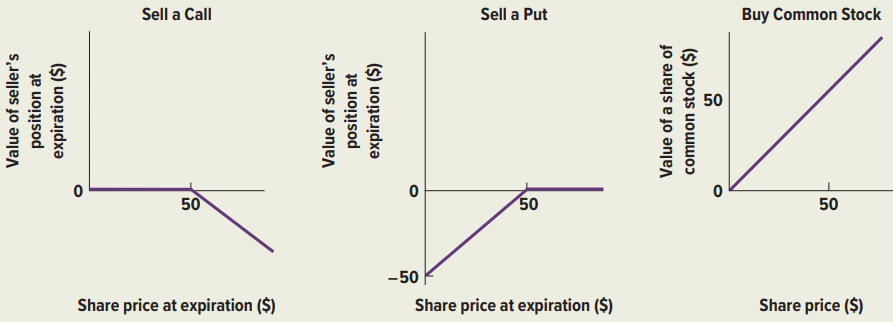 Sell a Call
Value of seller's
position at
expiration ($)
0
50
Share price at expiration ($)
Sell a Put
Value of seller's
position at
expiration ($)
0
50
–50
Share price at expiration ($)
Buy Common Stock
Value of a share of
common stock ($)
50
0
50
Share price ($)